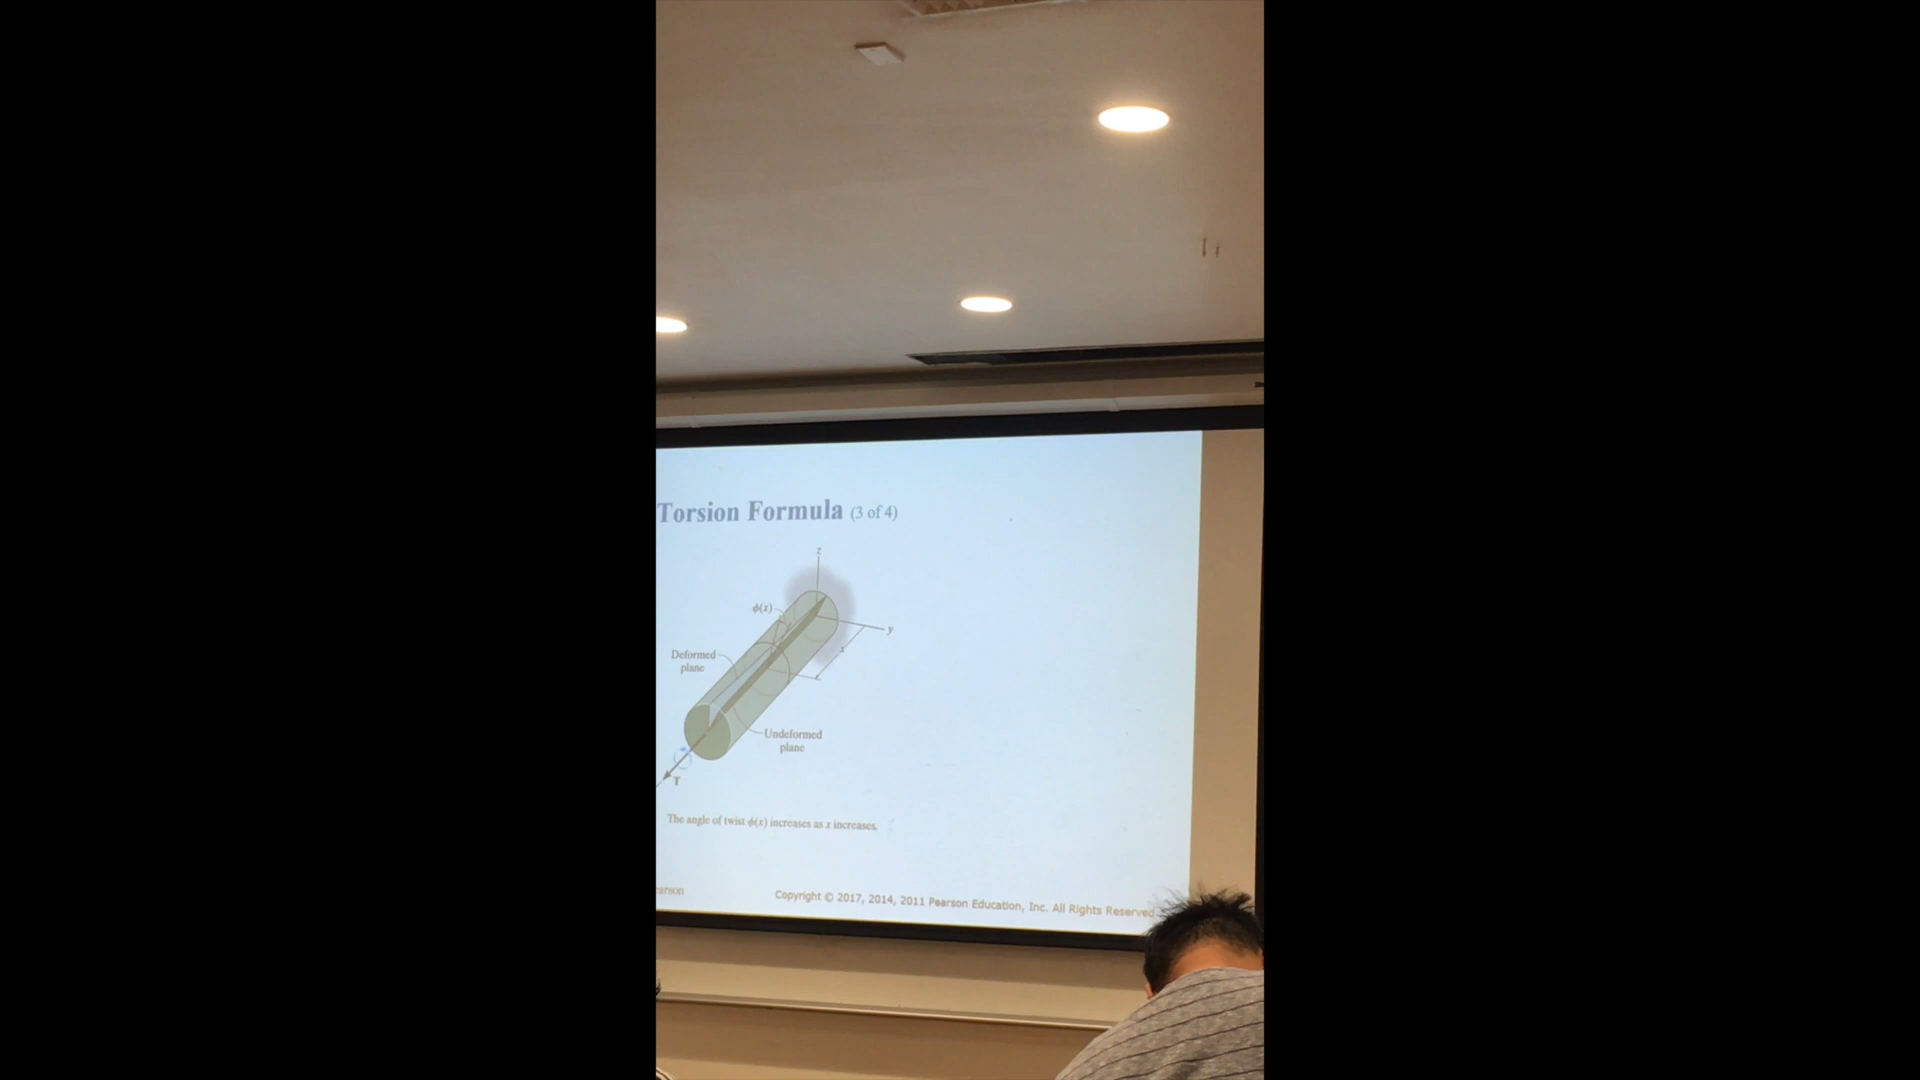 Torsion Formula (3 of 4)
z
ϕ(x)
y
x
Deformed
plane
Undeformed
plane
T
The angle of twist ϕ(x) increases as x increases.
earson
Copyright © 2017, 2014, 2011 Pearson Education, Inc. All Rights Reserved